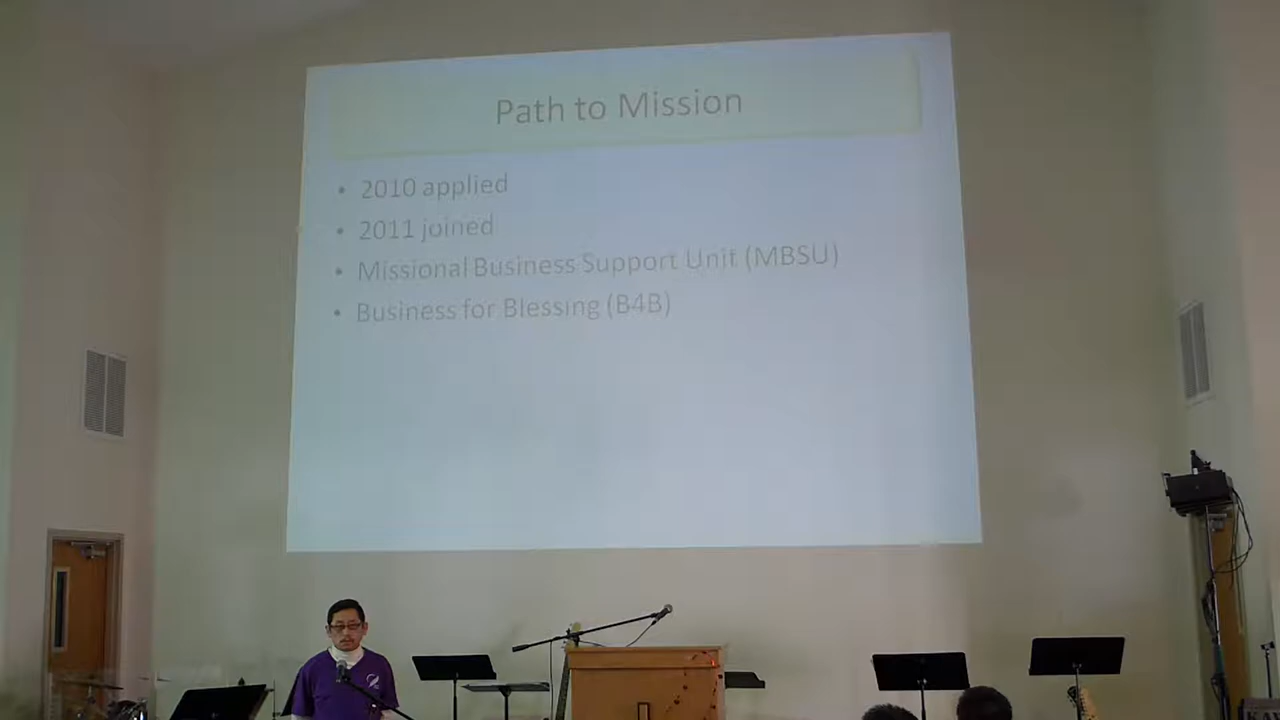 Path to Mission
• 2010 applied
• 2011 joined
• Missional Business Support Unit (MBSU)
• Business for Blessing (B4B)